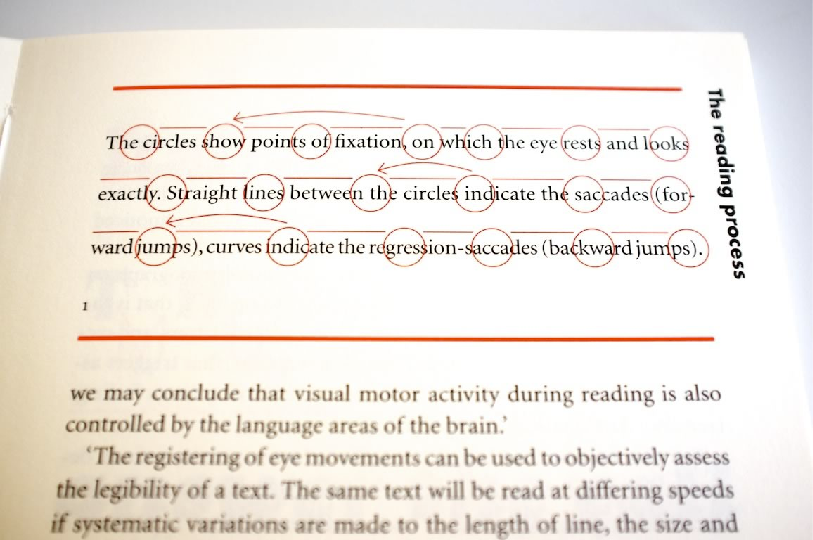 The reading process
The circles show points of fixation, on which the eye rests and looks
exactly. Straight lines between the circles indicate the saccades (for-
ward jumps), curves indicate the regression-saccades (backward jumps).
1
we may conclude that visual motor activity during reading is also
controlled by the language areas of the brain.’
‘The registering of eye movements can be used to objectively assess
the legibility of a text. The same text will be read at differing speeds
if systematic variations are made to the length of line, the size and